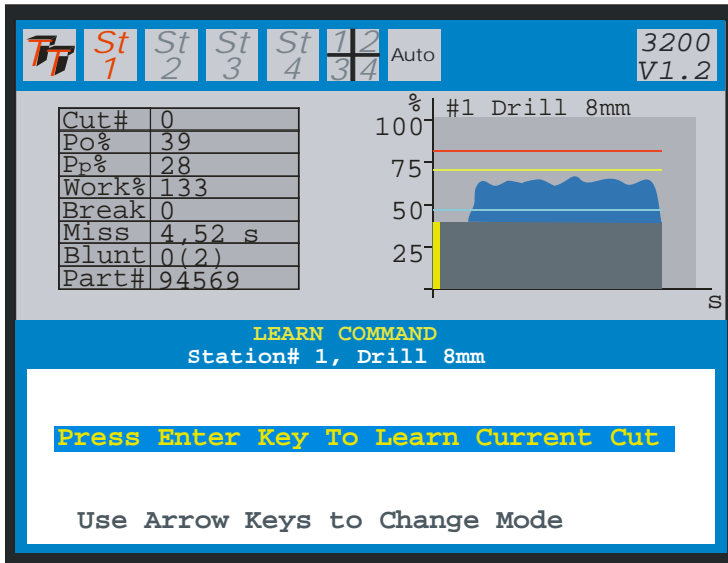 TT St 1 St 2 St 3 St 4 1 2 3 4 Auto 3200 V1.2
Cut# 0
Po% 39
Pp% 28
Work% 133
Break 0
Miss 4,52 s
Blunt 0(2)
Part# 94569
% #1 Drill 8mm
100
75
50
25
s
LEARN COMMAND
Station# 1, Drill 8mm
Press Enter Key To Learn Current Cut
Use Arrow Keys to Change Mode